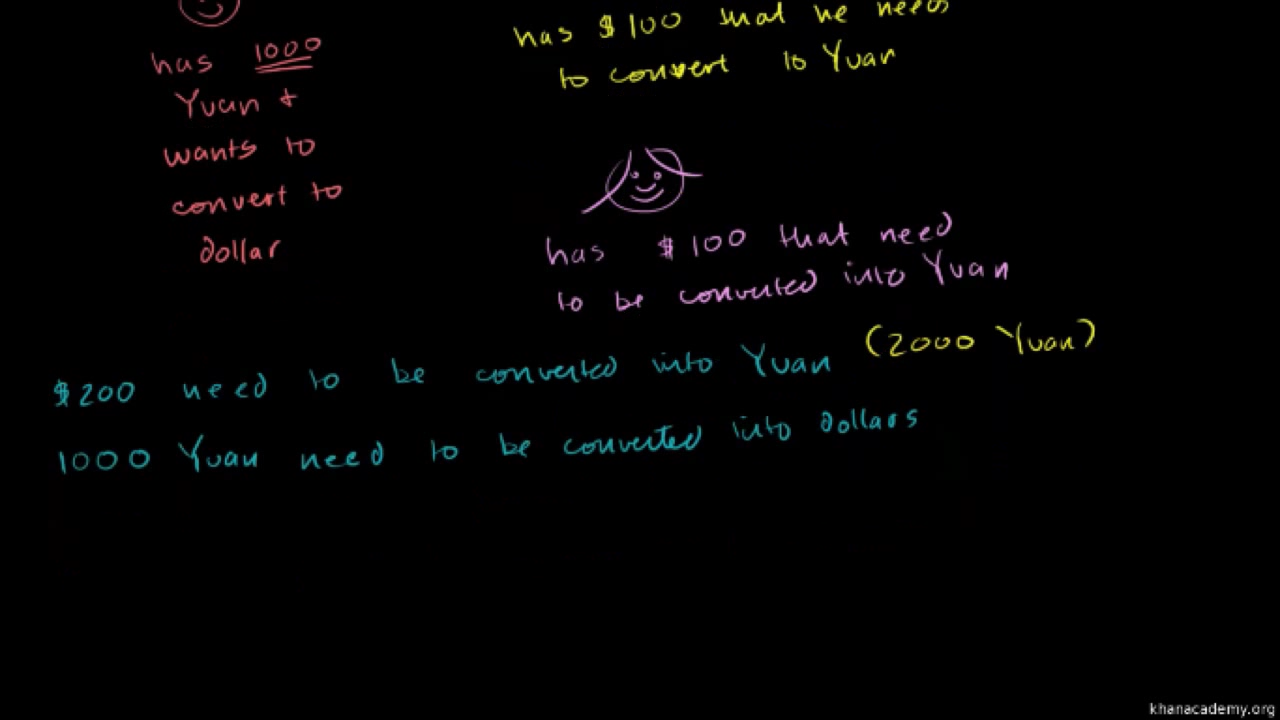 has 1000
Yuan +
wants to
convert to
dollar
has $100 that he needs
to convert to Yuan
has $100 that need
to be converted into Yuan
$200 need to be converted into Yuan (2000 Yuan)
1000 Yuan need to be converted into dollars
khanacademy.org